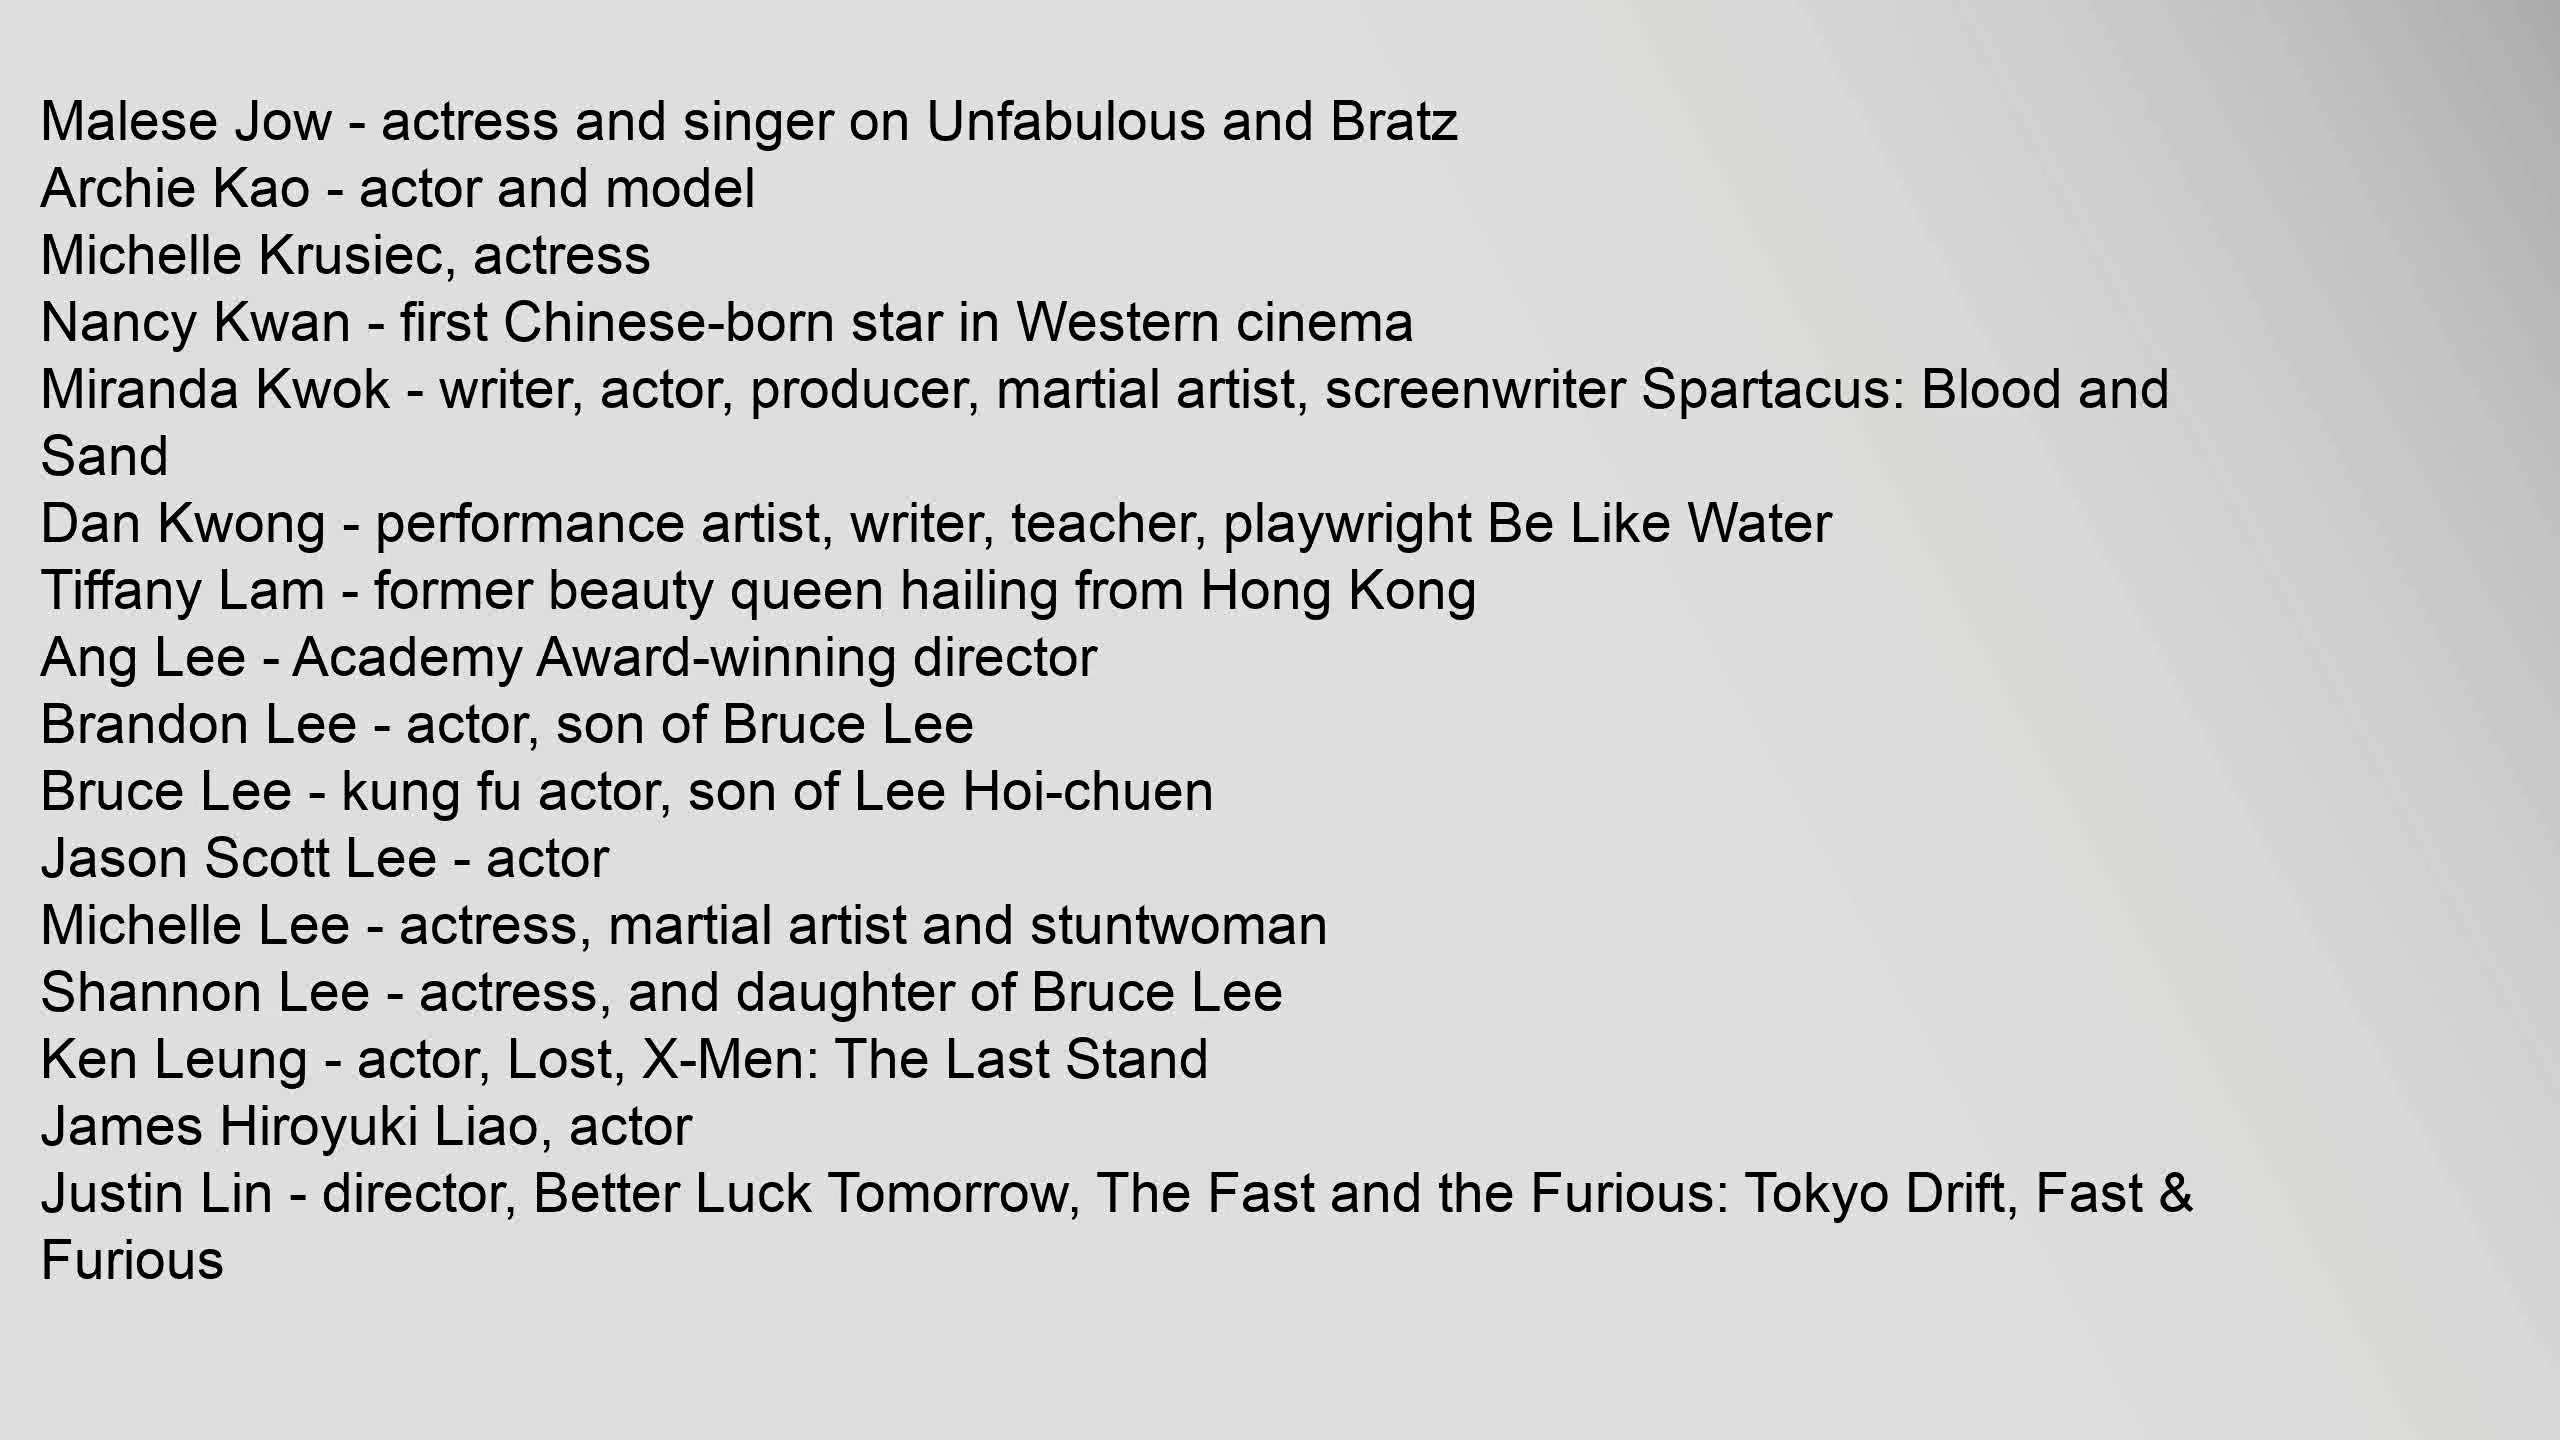 Malese Jow - actress and singer on Unfabulous and Bratz
Archie Kao - actor and model
Michelle Krusiec, actress
Nancy Kwan - first Chinese-born star in Western cinema
Miranda Kwok - writer, actor, producer, martial artist, screenwriter Spartacus: Blood and
Sand
Dan Kwong - performance artist, writer, teacher, playwright Be Like Water
Tiffany Lam - former beauty queen hailing from Hong Kong
Ang Lee - Academy Award-winning director
Brandon Lee - actor, son of Bruce Lee
Bruce Lee - kung fu actor, son of Lee Hoi-chuen
Jason Scott Lee - actor
Michelle Lee - actress, martial artist and stuntwoman
Shannon Lee - actress, and daughter of Bruce Lee
Ken Leung - actor, Lost, X-Men: The Last Stand
James Hiroyuki Liao, actor
Justin Lin - director, Better Luck Tomorrow, The Fast and the Furious: Tokyo Drift, Fast &
Furious